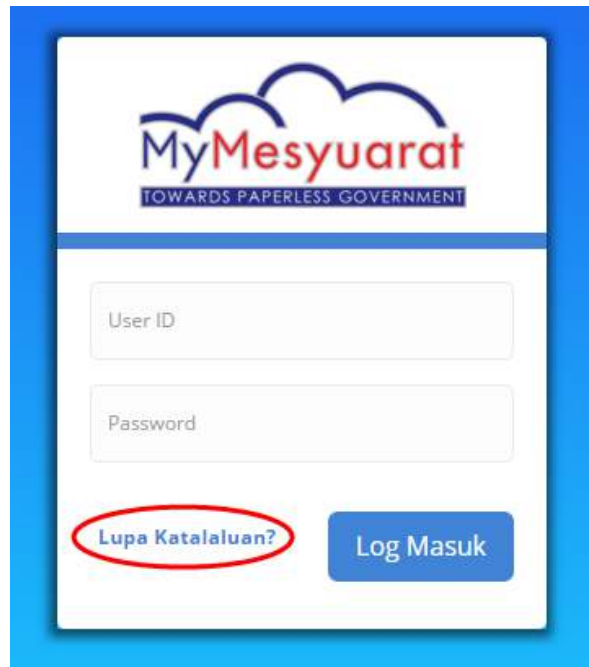 MyMesyuarat
TOWARDS PAPERLESS GOVERNMENT
User ID
Password
Lupa Katalaluan?
Log Masuk